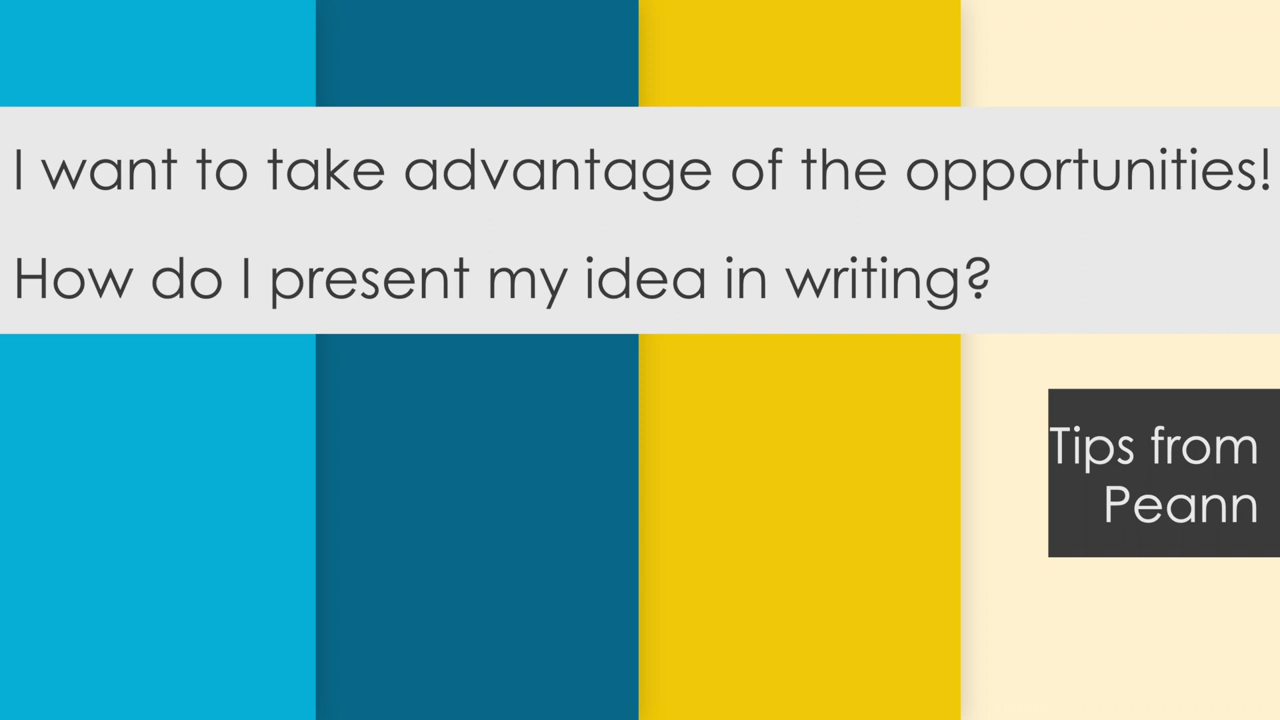 I want to take advantage of the opportunities!
How do I present my idea in writing?
Tips from
Peann